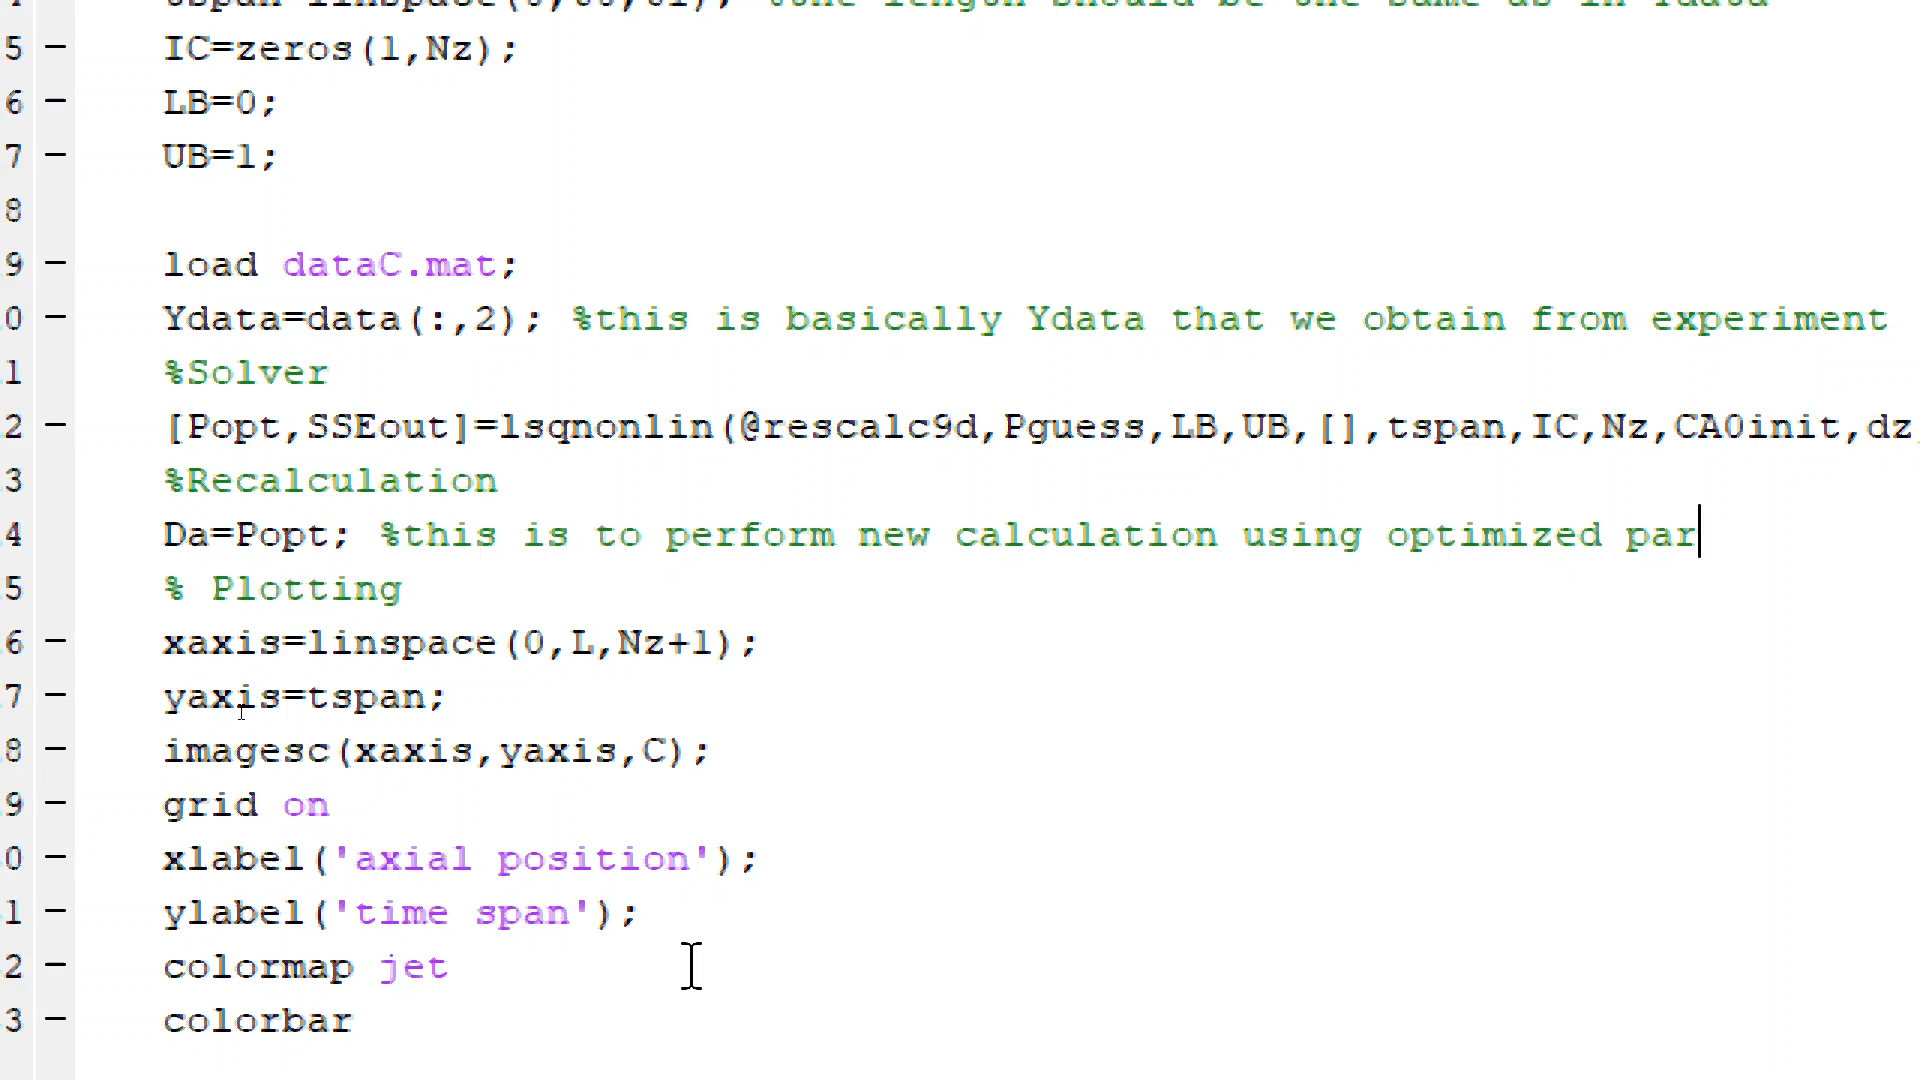 5 − IC=zeros(1,Nz);
6 − LB=0;
7 − UB=1;
8
9 − load dataC.mat;
0 − Ydata=data(:,2); %this is basically Ydata that we obtain from experiment
1 %Solver
2 − [Popt,SSEout]=lsqnonlin(@rescalc9d,Pguess,LB,UB,[],tspan,IC,Nz,CA0init,dz
3 %Recalculation
4 Da=Popt; %this is to perform new calculation using optimized par
5 % Plotting
6 − xaxis=linspace(0,L,Nz+1);
7 − yaxis=tspan;
8 − imagesc(xaxis,yaxis,C);
9 − grid on
0 − xlabel('axial position');
1 − ylabel('time span');
2 − colormap jet
3 − colorbar